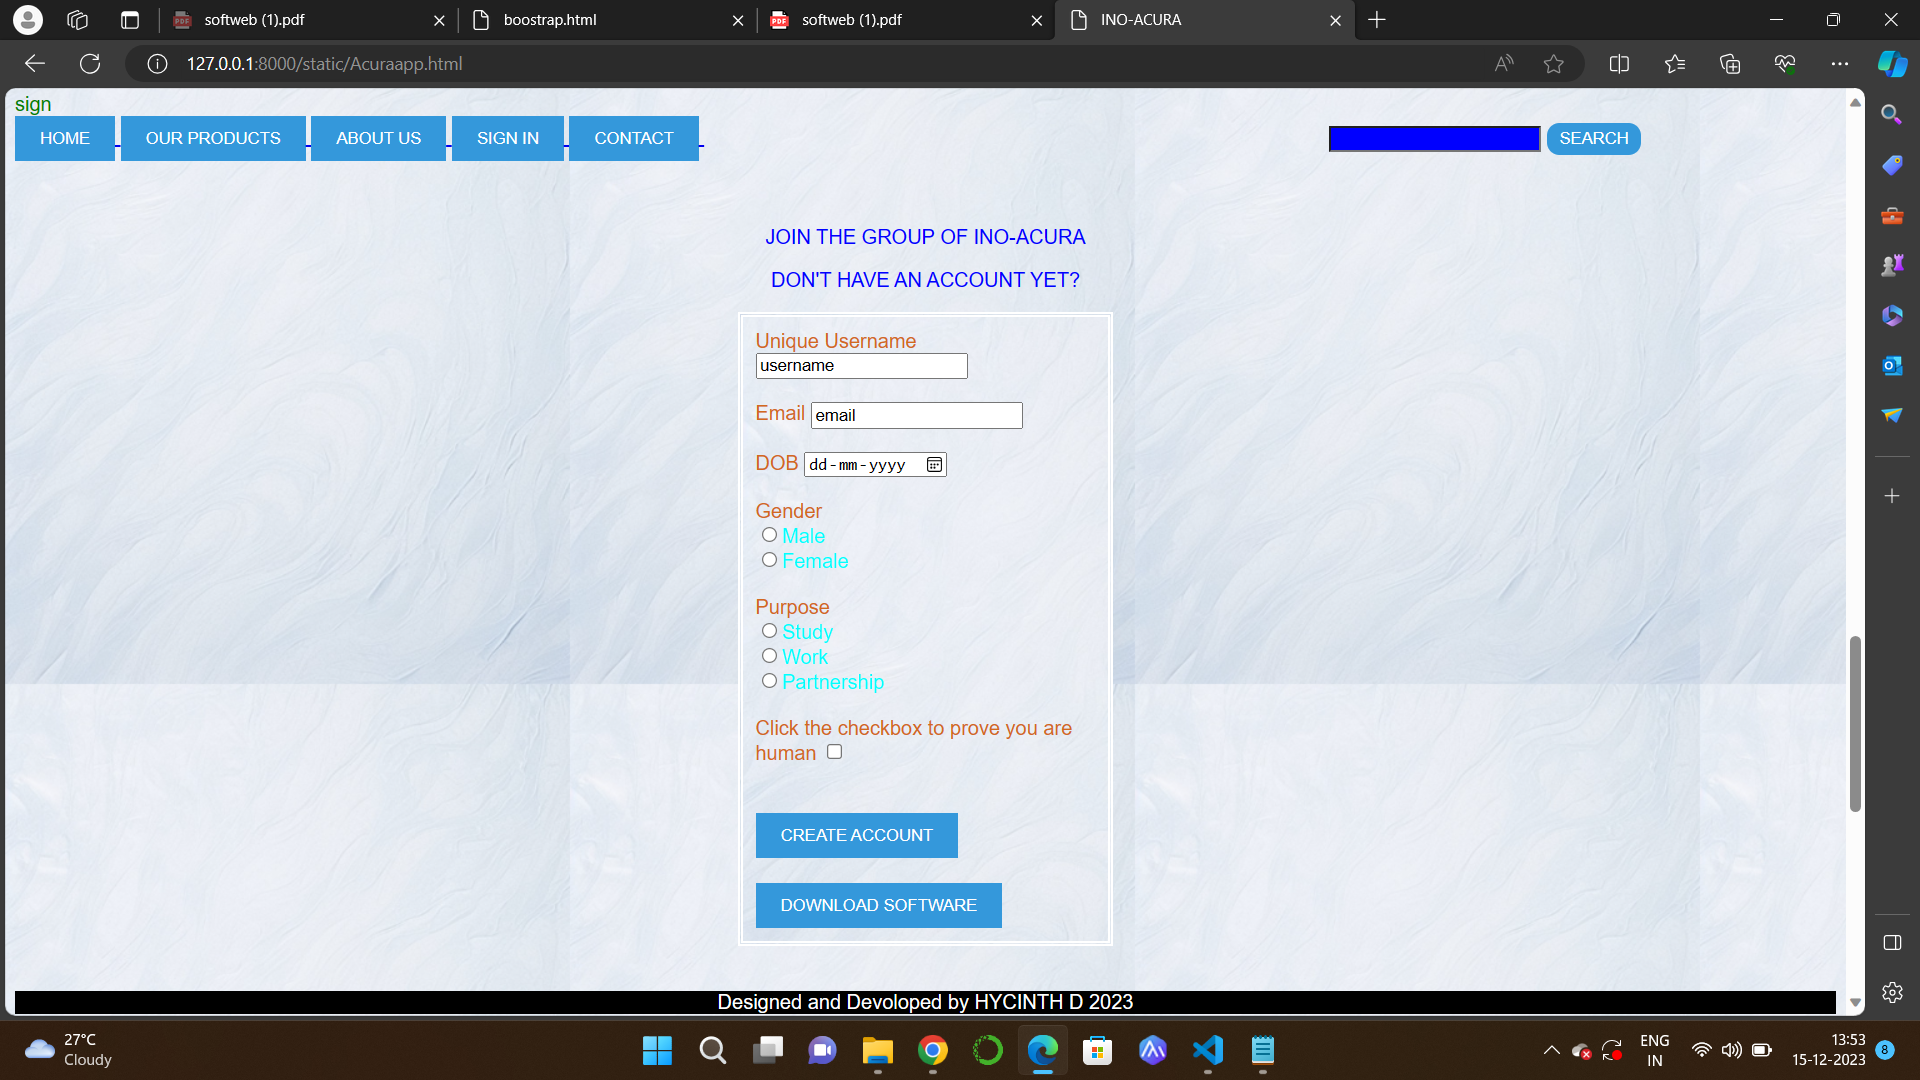 softweb (1).pdf
boostrap.html
softweb (1).pdf
INO-ACURA
127.0.0.1:8000/static/Acuraapp.html
sign
HOME
OUR PRODUCTS
ABOUT US
SIGN IN
CONTACT
SEARCH
JOIN THE GROUP OF INO-ACURA
DON'T HAVE AN ACCOUNT YET?
Unique Username
username
Email email
DOB dd-mm-yyyy
Gender
Male
Female
Purpose
Study
Work
Partnership
Click the checkbox to prove you are
human
CREATE ACCOUNT
DOWNLOAD SOFTWARE
Designed and Devoloped by HYCINTH D 2023
27°C
Cloudy
ENG
IN
13:53
15-12-2023
8